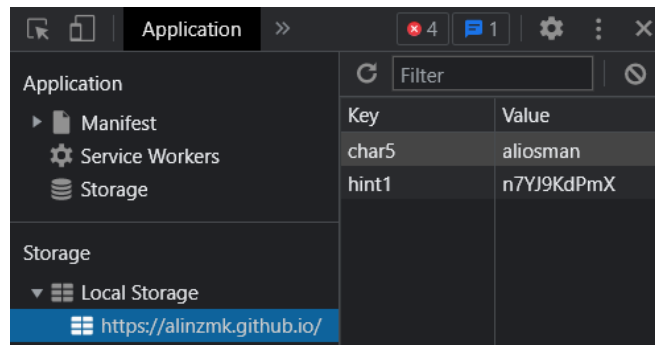 Application » 4 1
Application
Manifest
Service Workers
Storage
Storage
Local Storage
https://alinzmk.github.io/
Filter
Key Value
char5 aliosman
hint1 n7YJ9KdPmX